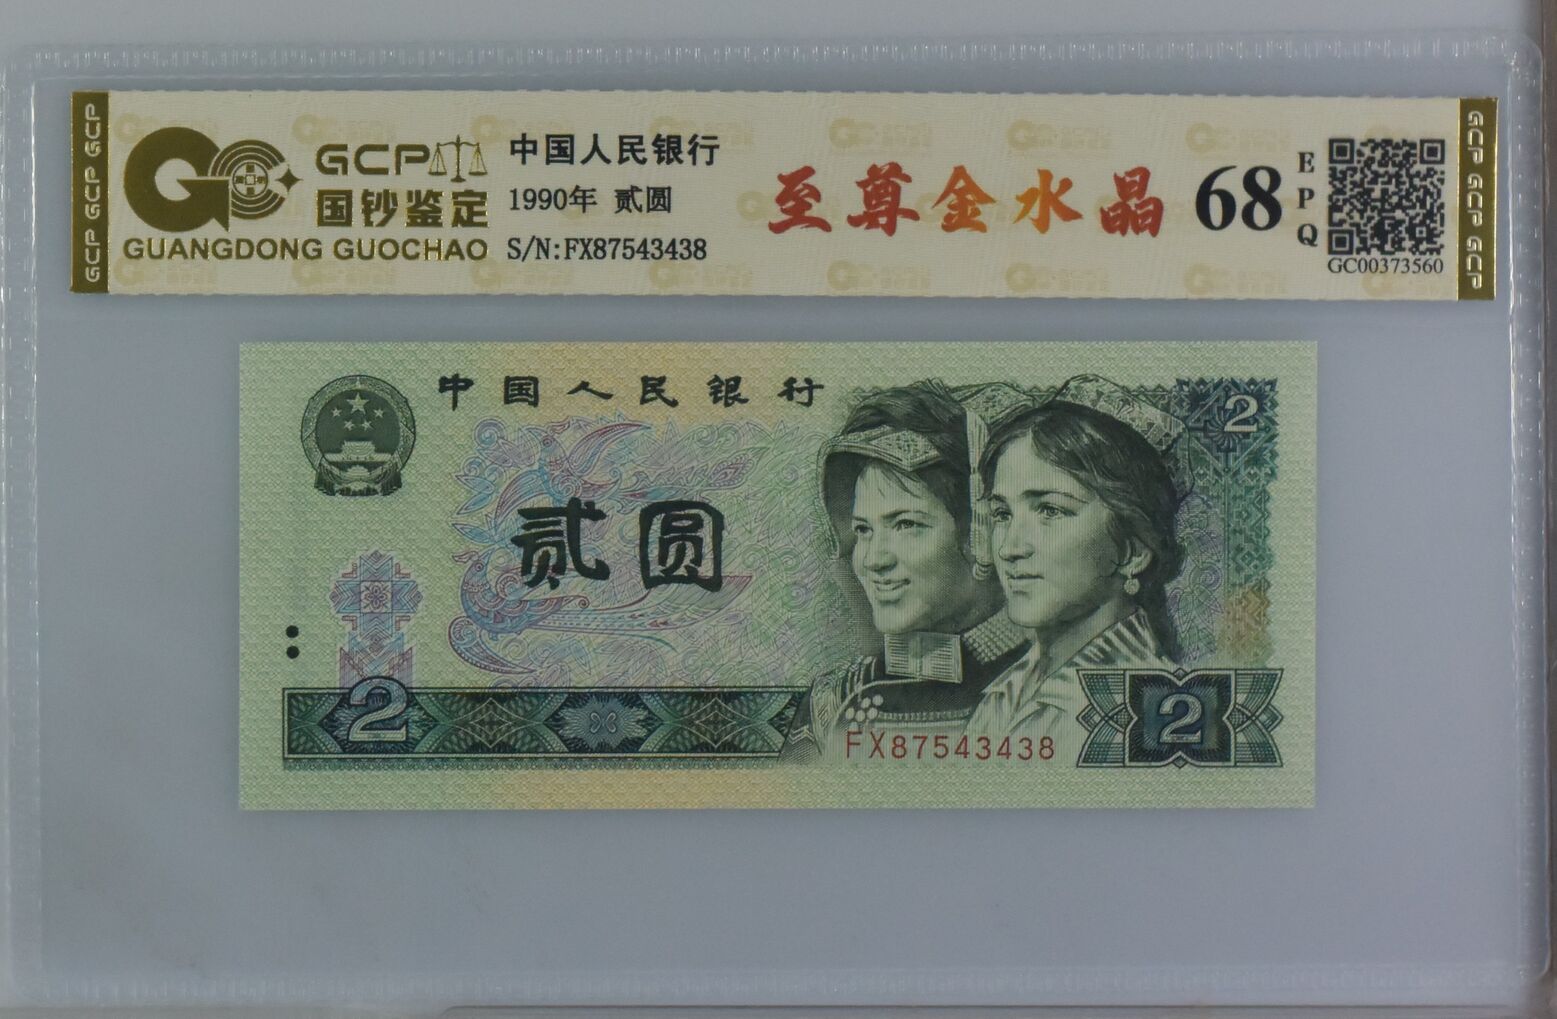 GCP GCP GCP
GCP
国钞鉴定
GUANGDONG GUOCHAO
中国人民银行
1990年 贰圆
S/N:FX87543438
至尊金水晶
68
EPQ
GC00373560
GCP GCP GCP
中国人民银行
2
贰圆
2
FX87543438
2